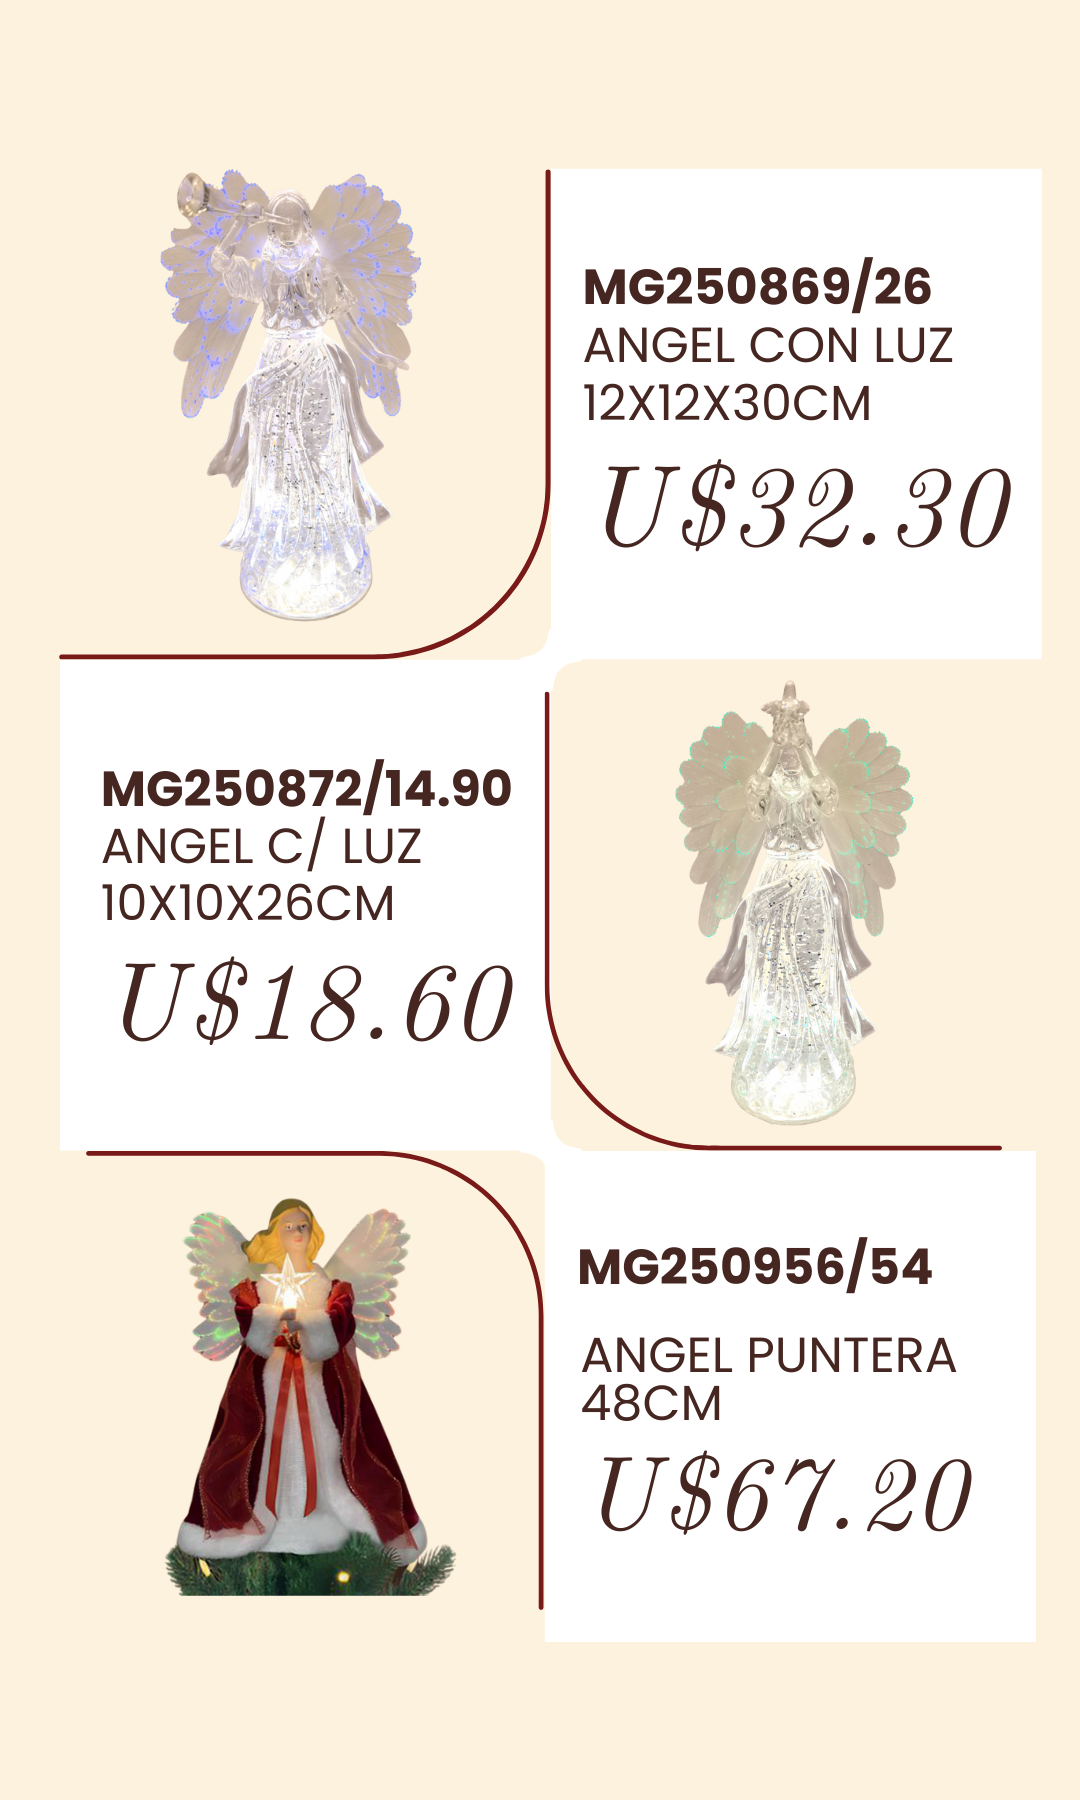 MG250869/26
ANGEL CON LUZ
12X12X30CM
U$32.30
MG250872/14.90
ANGEL C/ LUZ
10X10X26CM
U$18.60
MG250956/54
ANGEL PUNTERA
48CM
U$67.20